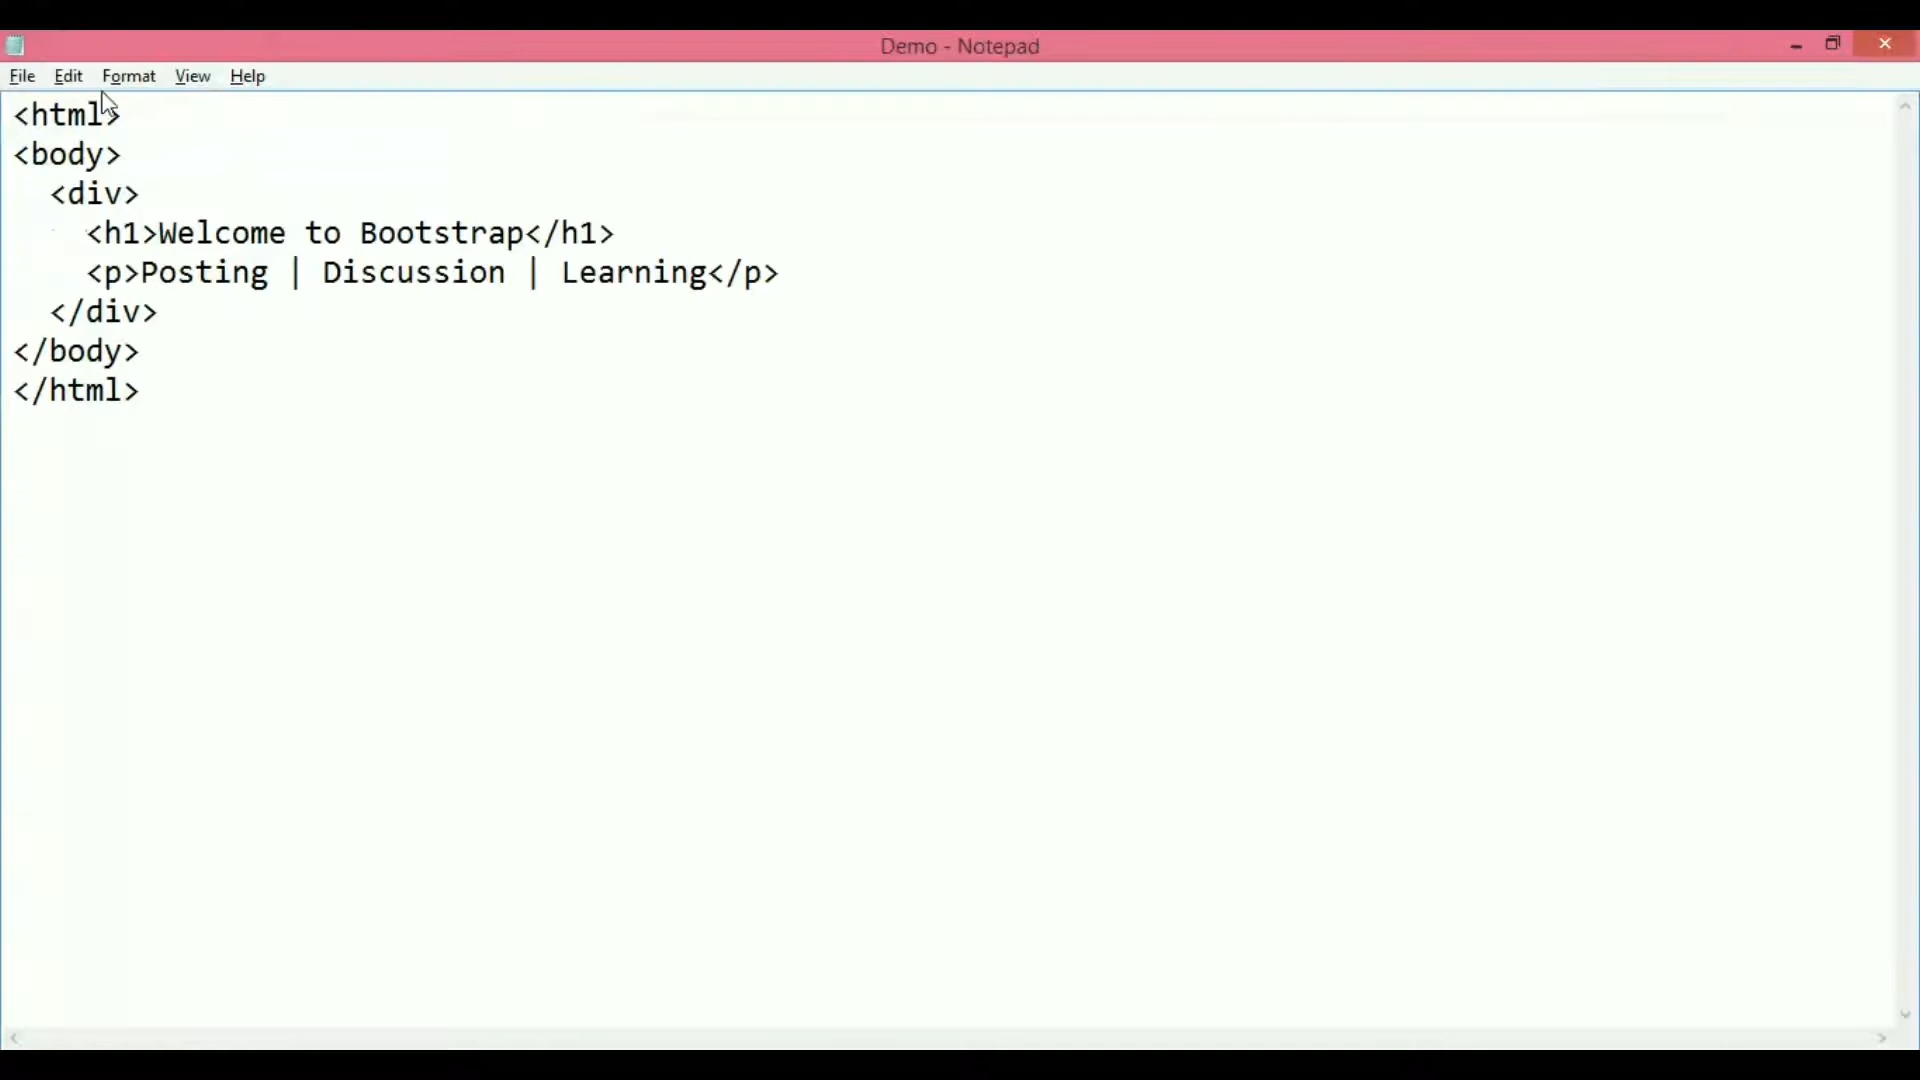 Demo - Notepad
File Edit Format View Help
<html>
<body>
  <div>
    <h1>Welcome to Bootstrap</h1>
    <p>Posting | Discussion | Learning</p>
  </div>
</body>
</html>